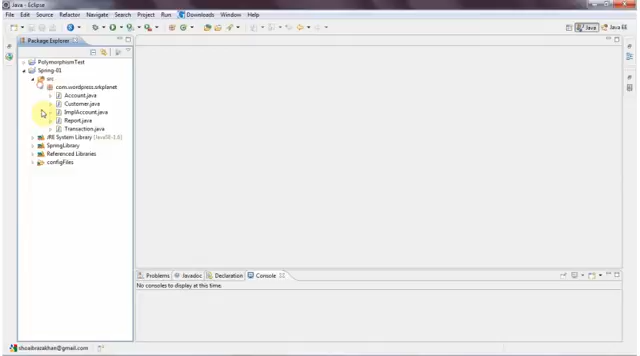 Java - Eclipse
File Edit Source Refactor Navigate Search Project Run Downloads Window Help
Java Java EE
Package Explorer
PolymorphismTest
Spring-01
src
com.wordpress.srkplanet
Account.java
Customer.java
ImplAccount.java
Report.java
Transaction.java
JRE System Library [JavaSE-1.6]
SpringLibrary
Referenced Libraries
configFiles
Problems Javadoc Declaration Console
No consoles to display at this time.
shoaibrazakhan@gmail.com